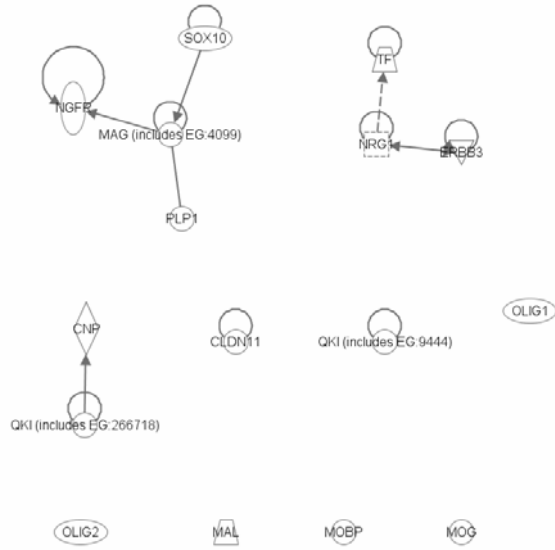 SOX10
TF
NGFR
MAG (includes EG:4099)
NRG1
ERBB3
PLP1
OLIG1
CNP
CLDN11
QKI (includes EG:9444)
QKI (includes EG:266718)
OLIG2
MAL
MOBP
MOG